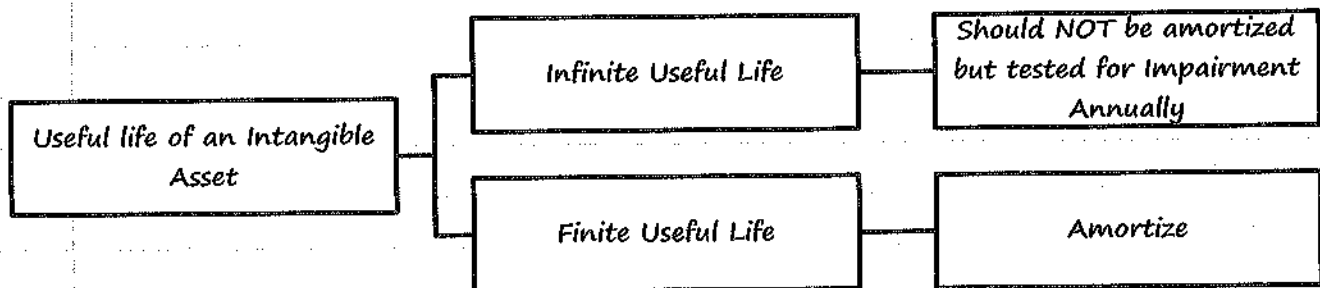 Useful life of an Intangible
Asset
Infinite Useful Life
Should NOT be amortized
but tested for Impairment
Annually
Finite Useful Life
Amortize